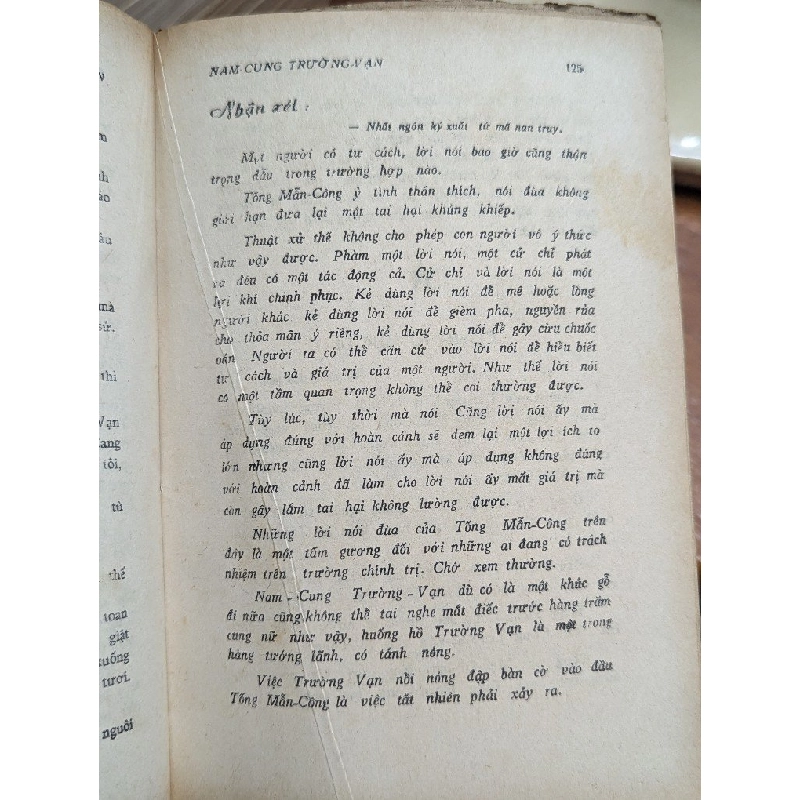 NAM-CUNG TRƯỜNG-VẠN 125
Nhận xét :
— Nhất ngôn ký xuất tứ mã nan truy.
Một người có tư cách, lời nói bao giờ cũng thận
trọng dầu trong trường hợp nào.
Tống Mẫn-Công ỷ tình thân thích, nói đùa không
giới hạn đưa lại một tai hại khủng khiếp.
Thuật xử thế không cho phép con người vô ý thức
như vậy được. Phàm một lời nói, một cử chỉ phát
ra đến có một tác động cả. Cử chỉ và lời nói là một
lợi khí chinh phục. Kẻ dùng lời nói để mê hoặc lòng
người khác, kẻ dùng lời nói để gièm pha, nguyền rủa
cho thỏa mãn ý riêng, kẻ dùng lời nói để gây cừu chuốc
oán Người ta có thể căn cứ vào lời nói để hiểu biết
tư cách và giá trị của một người. Như thế lời nói
có một tầm quan trọng không thể coi thường được.
Tùy lúc, tùy thời mà nói Cũng lời nói ấy mà
áp dụng đúng với hoàn cảnh sẽ đem lại một lợi ích to
lớn nhưng cũng lời nói ấy mà áp dụng không đúng
với hoàn cảnh đã làm cho lời nói ấy mất giá trị mà
còn gây lắm tai hại không lường được.
Những lời nói đùa của Tống Mẫn-Công trên
đây là một tấm gương đối với những ai đang có trách
nhiệm trên trường chính trị. Chớ xem thường.
Nam - Cung Trường - Vạn dù có là một khúc gỗ
đi nữa cũng không thể tai nghe mắt điếc trước hàng trăm
cung nữ như vậy, huống hồ Trường Vạn là một trong
hàng tướng lãnh, có tánh nóng.
Việc Trường Vạn nổi nóng đập bàn cờ vào đầu
Tống Mẫn-Công là việc tất nhiên phải xảy ra.
mà
sử.
thì
Vạn
tôi,
tù
thế
toan
giật
xuống
tươi.
người